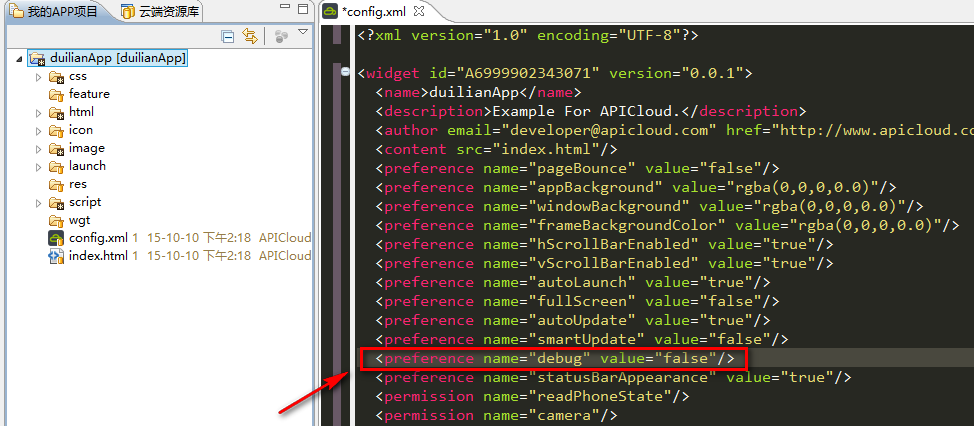 我的APP项目
云端资源库
duilianApp [duilianApp]
css
feature
html
icon
image
launch
res
script
wgt
config.xml 1 15-10-10 下午2:18 APICloud
index.html 1 15-10-10 下午2:18 APICloud
*config.xml
<?xml version="1.0" encoding="UTF-8"?>
<widget id="A6999902343071" version="0.0.1">
<name>duilianApp</name>
<description>Example For APICloud.</description>
<author email="developer@apicloud.com" href="http://www.apicloud.c
<content src="index.html"/>
<preference name="pageBounce" value="false"/>
<preference name="appBackground" value="rgba(0,0,0,0.0)"/>
<preference name="windowBackground" value="rgba(0,0,0,0.0)"/>
<preference name="frameBackgroundColor" value="rgba(0,0,0,0.0)"/>
<preference name="hScrollBarEnabled" value="true"/>
<preference name="vScrollBarEnabled" value="true"/>
<preference name="autoLaunch" value="true"/>
<preference name="fullScreen" value="false"/>
<preference name="autoUpdate" value="true"/>
<preference name="smartUpdate" value="false"/>
<preference name="debug" value="false"/>
<preference name="statusBarAppearance" value="true"/>
<permission name="readPhoneState"/>
<permission name="camera"/>